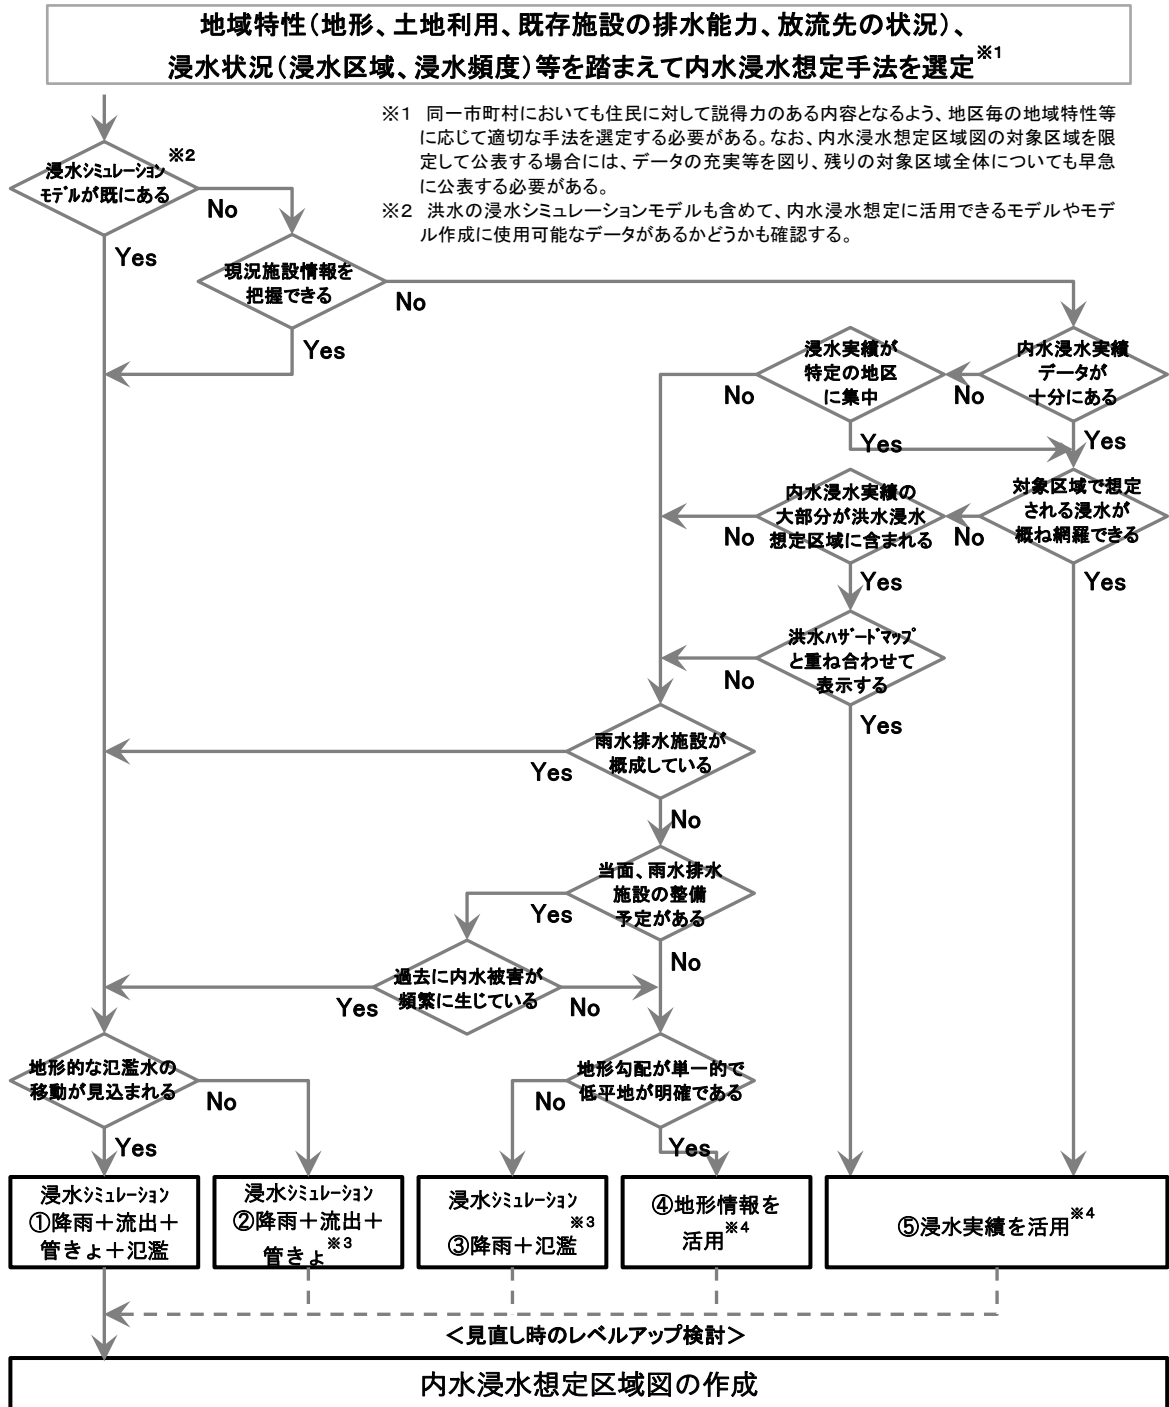 地域特性(地形、土地利用、既存施設の排水能力、放流先の状況)、
浸水状況(浸水区域、浸水頻度)等を踏まえて内水浸水想定手法を選定※1
※1 同一市町村においても住民に対して説得力のある内容となるよう、地区毎の地域特性等
に応じて適切な手法を選定する必要がある。なお、内水浸水想定区域図の対象区域を限
定して公表する場合には、データの充実等を図り、残りの対象区域全体についても早急
に公表する必要がある。
※2 洪水の浸水シミュレーションモデルも含めて、内水浸水想定に活用できるモデルやモデ
ル作成に使用可能なデータがあるかどうかも確認する。
※2
浸水ｼﾐｭﾚｰｼｮﾝ
ﾓﾃﾞﾙが既にある
No
Yes
現況施設情報を
把握できる
No
Yes
内水浸水実績
データが
十分にある
No
Yes
浸水実績が
特定の地区
に集中
No
Yes
対象区域で想定
される浸水が
概ね網羅できる
No
Yes
内水浸水実績の
大部分が洪水浸水
想定区域に含まれる
No
Yes
洪水ﾊｻﾞｰﾄﾞﾏｯﾌﾟ
と重ね合わせて
表示する
No
Yes
雨水排水施設が
概成している
Yes
No
当面、雨水排水
施設の整備
予定がある
Yes
No
過去に内水被害が
頻繁に生じている
Yes
No
地形的な氾濫水の
移動が見込まれる
No
Yes
地形勾配が単一的で
低平地が明確である
No
Yes
浸水ｼﾐｭﾚｰｼｮﾝ
①降雨＋流出＋
管きょ＋氾濫
浸水ｼﾐｭﾚｰｼｮﾝ
②降雨＋流出＋
管きょ※3
浸水ｼﾐｭﾚｰｼｮﾝ
※3
③降雨＋氾濫
④地形情報を
活用※4
⑤浸水実績を活用※4
＜見直し時のレベルアップ検討＞
内水浸水想定区域図の作成